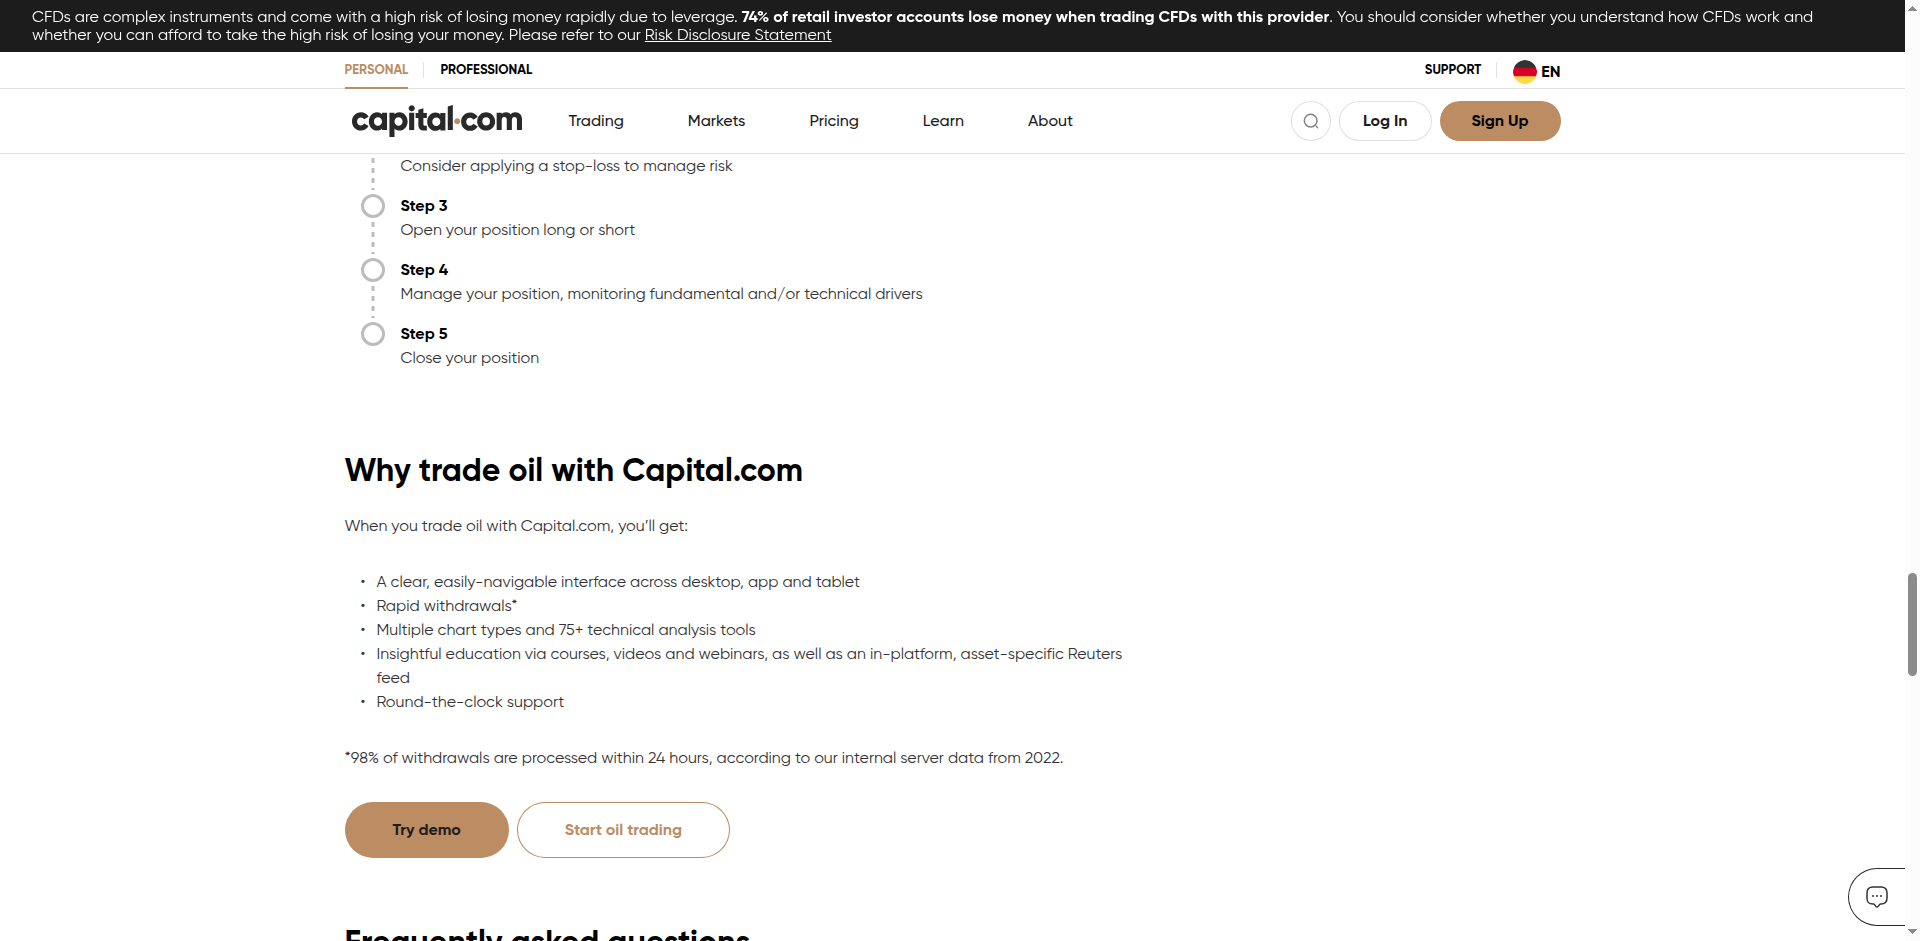 CFDs are complex instruments and come with a high risk of losing money rapidly due to leverage. 74% of retail investor accounts lose money when trading CFDs with this provider. You should consider whether you understand how CFDs work and
whether you can afford to take the high risk of losing your money. Please refer to our Risk Disclosure Statement
PERSONAL PROFESSIONAL SUPPORT EN
capital.com Trading Markets Pricing Learn About Log In Sign Up
Consider applying a stop-loss to manage risk
Step 3
Open your position long or short
Step 4
Manage your position, monitoring fundamental and/or technical drivers
Step 5
Close your position
Why trade oil with Capital.com
When you trade oil with Capital.com, you’ll get:
• A clear, easily-navigable interface across desktop, app and tablet
• Rapid withdrawals*
• Multiple chart types and 75+ technical analysis tools
• Insightful education via courses, videos and webinars, as well as an in-platform, asset-specific Reuters
feed
• Round-the-clock support
*98% of withdrawals are processed within 24 hours, according to our internal server data from 2022.
Try demo Start oil trading
Frequently asked questions